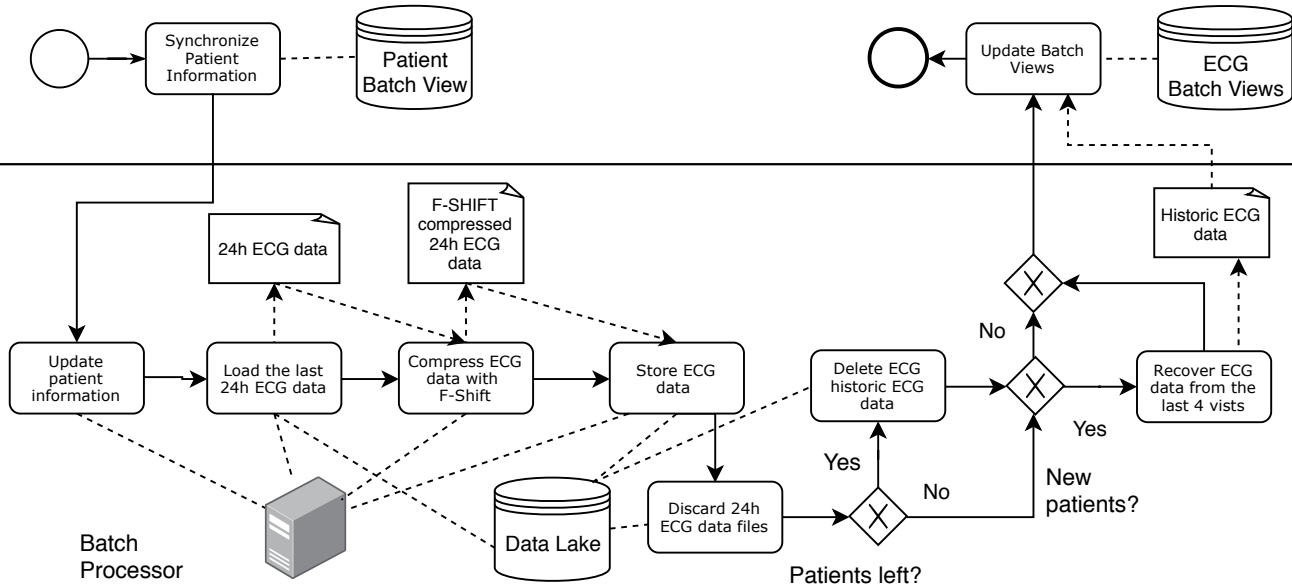 Synchronize
Patient
Information
Patient
Batch View
Update Batch
Views
ECG
Batch Views
24h ECG data
F-SHIFT
compressed
24h ECG
data
Historic ECG
data
X
No
Update
patient
information
Load the last
24h ECG data
Compress ECG
data with
F-Shift
Store ECG
data
Delete ECG
historic ECG
data
X
Recover ECG
data from the
last 4 vists
Yes
Yes
No
New
patients?
Batch
Processor
Data Lake
Discard 24h
ECG data files
X
Patients left?